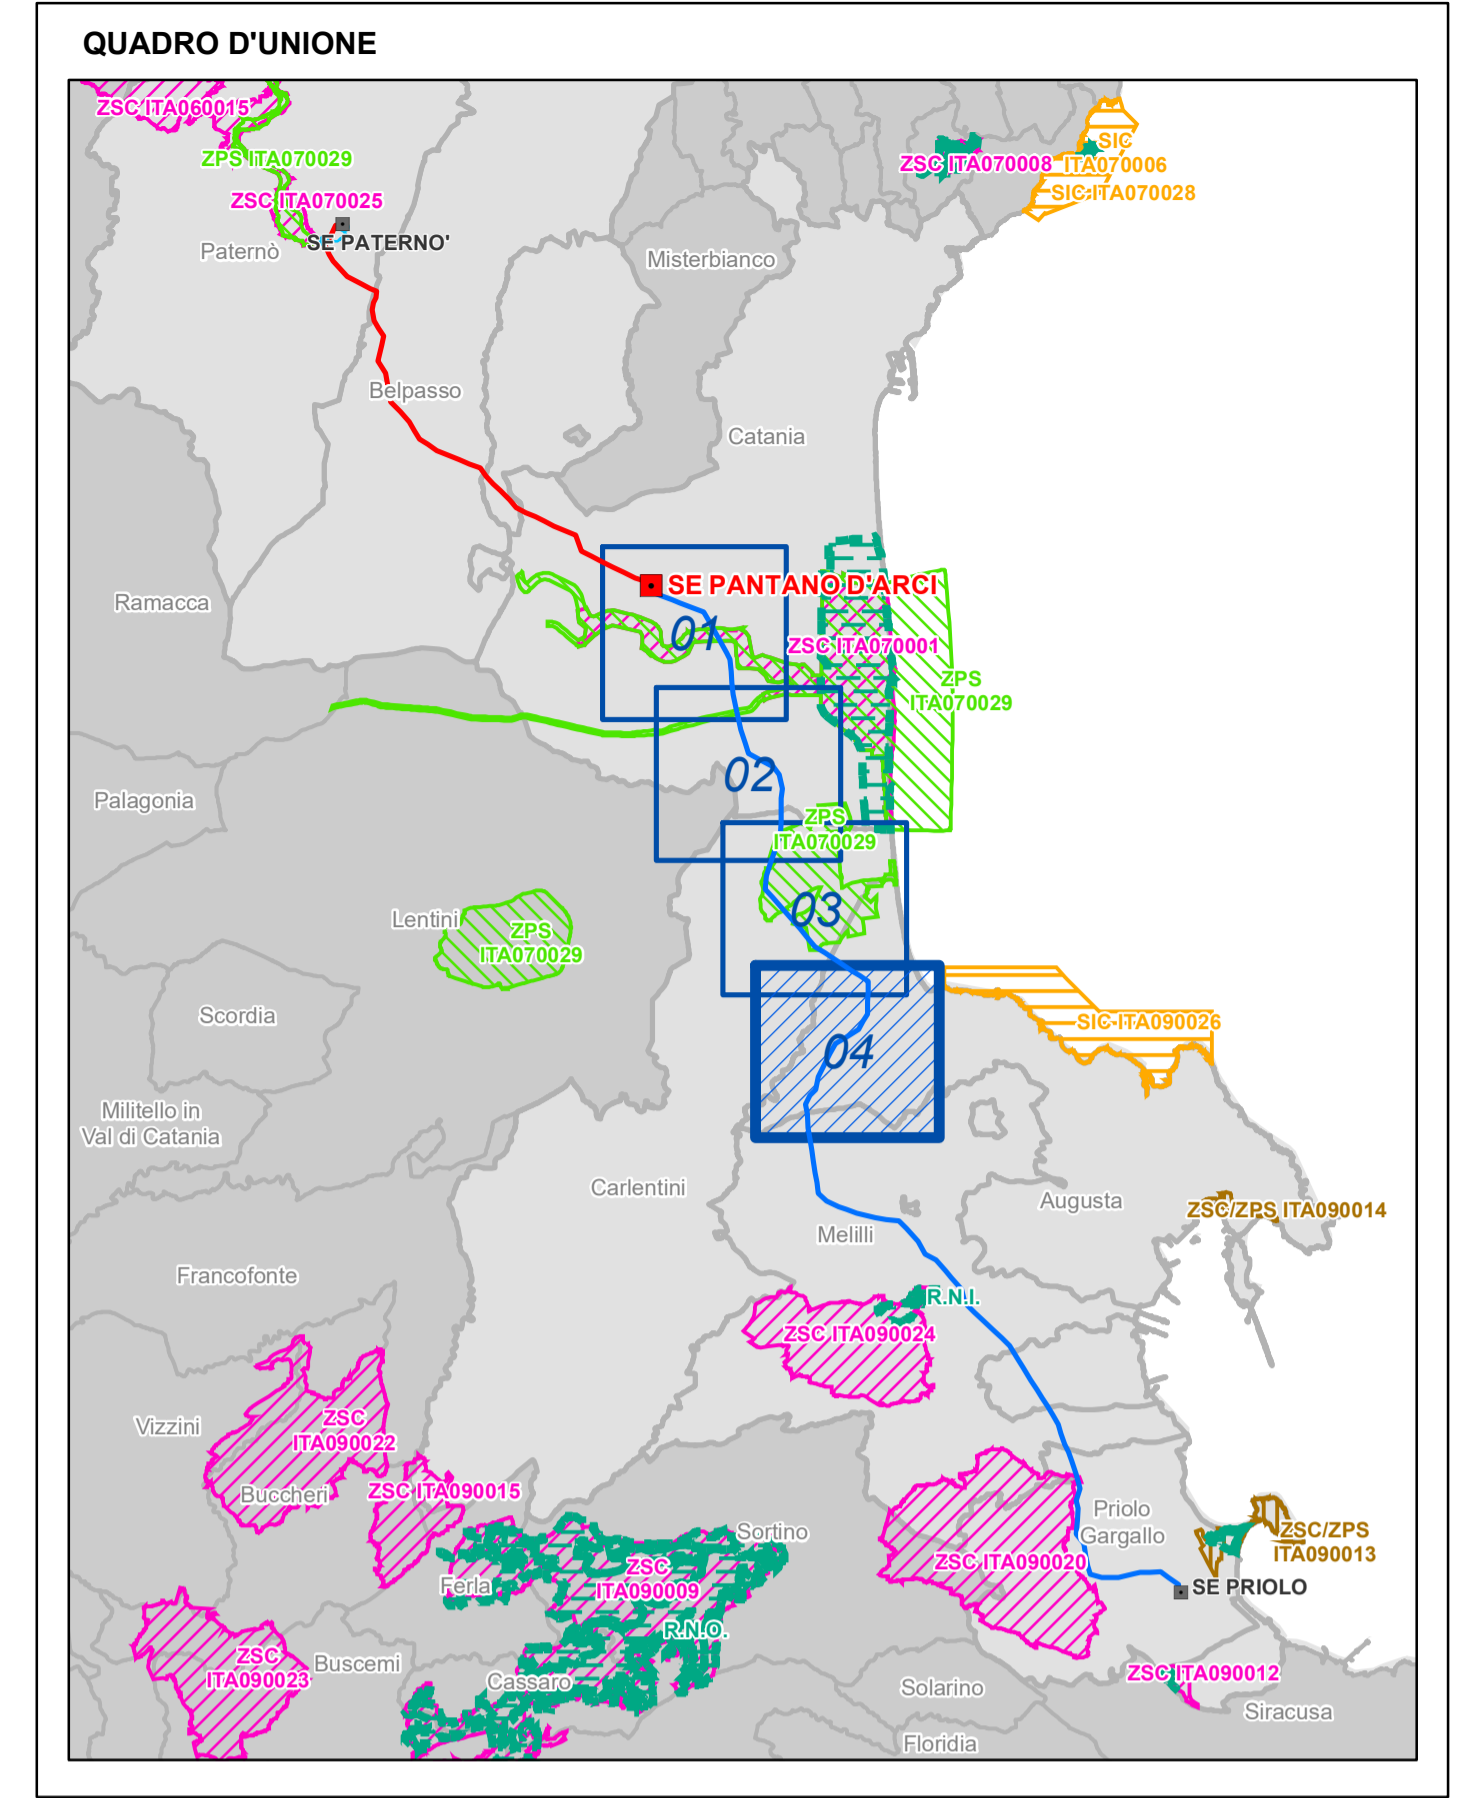 QUADRO D'UNIONE
ZSC ITA060015
ZPS ITA070029
ZSC ITA070025
SE PATERNO'
Paternò
ZSC ITA070008
SIC
ITA070006
SIC ITA070028
Misterbianco
Belpasso
Catania
SE PANTANO D'ARCI
Ramacca
01
ZSC ITA070001
ZPS
ITA070029
02
Palagonia
ZPS
ITA070029
03
Lentini
ZPS
ITA070029
Scordia
SIC ITA090026
04
Militello in
Val di Catania
Carlentini
Augusta
ZSC/ZPS ITA090014
Melilli
Francofonte
R.N.I.
ZSC ITA090024
Vizzini
ZSC
ITA090022
Buccheri
ZSC ITA090015
Priolo
Gargallo
Sortino
ZSC/ZPS
ITA090013
ZSC ITA090020
Ferla
ZSC
ITA090009
SE PRIOLO
R.N.O.
ZSC
ITA090023
Buscemi
Cassaro
ZSC ITA090012
Solarino
Siracusa
Floridia